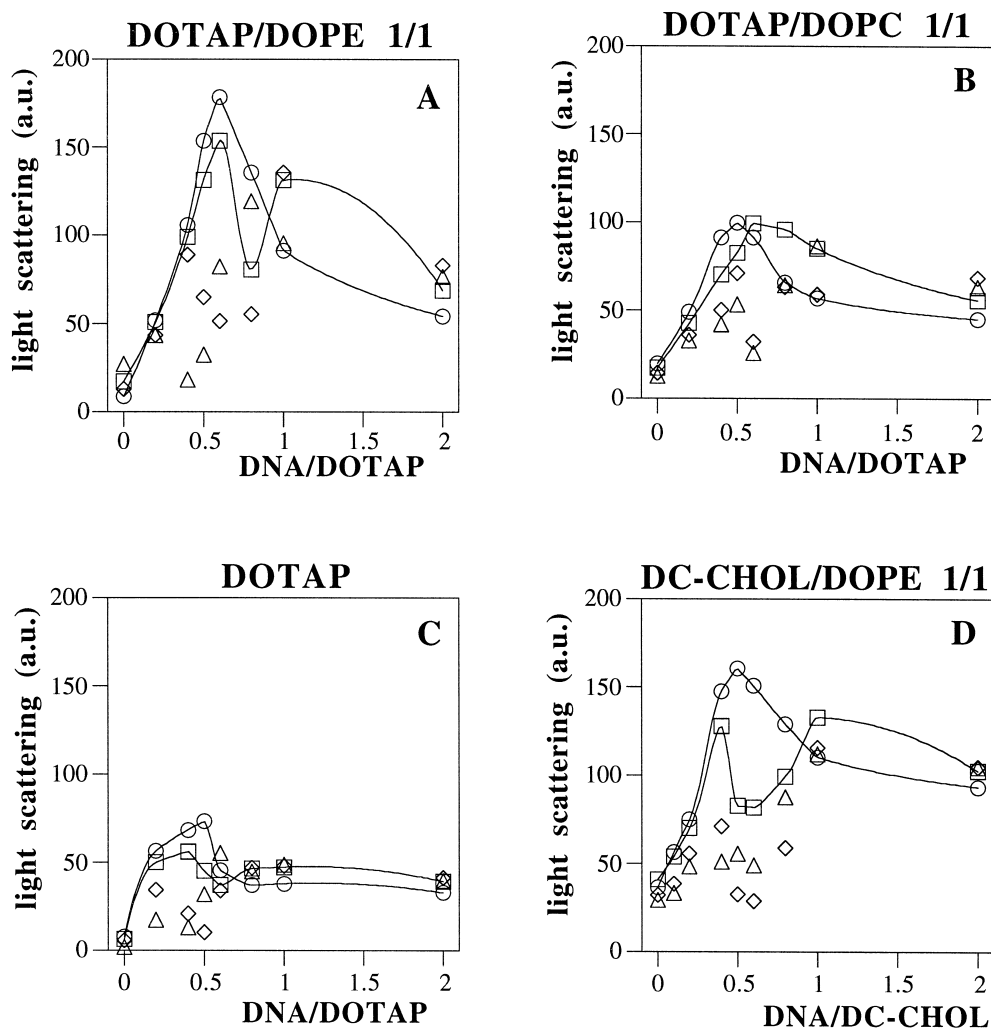 DOTAP/DOPE 1/1
A
light scattering (a.u.)
200
150
100
50
0
0 0.5 1 1.5 2
DNA/DOTAP
DOTAP/DOPC 1/1
B
light scattering (a.u.)
200
150
100
50
0
0 0.5 1 1.5 2
DNA/DOTAP
DOTAP
C
light scattering (a.u.)
200
150
100
50
0
0 0.5 1 1.5 2
DNA/DOTAP
DC-CHOL/DOPE 1/1
D
light scattering (a.u.)
200
150
100
50
0
0 0.5 1 1.5 2
DNA/DC-CHOL